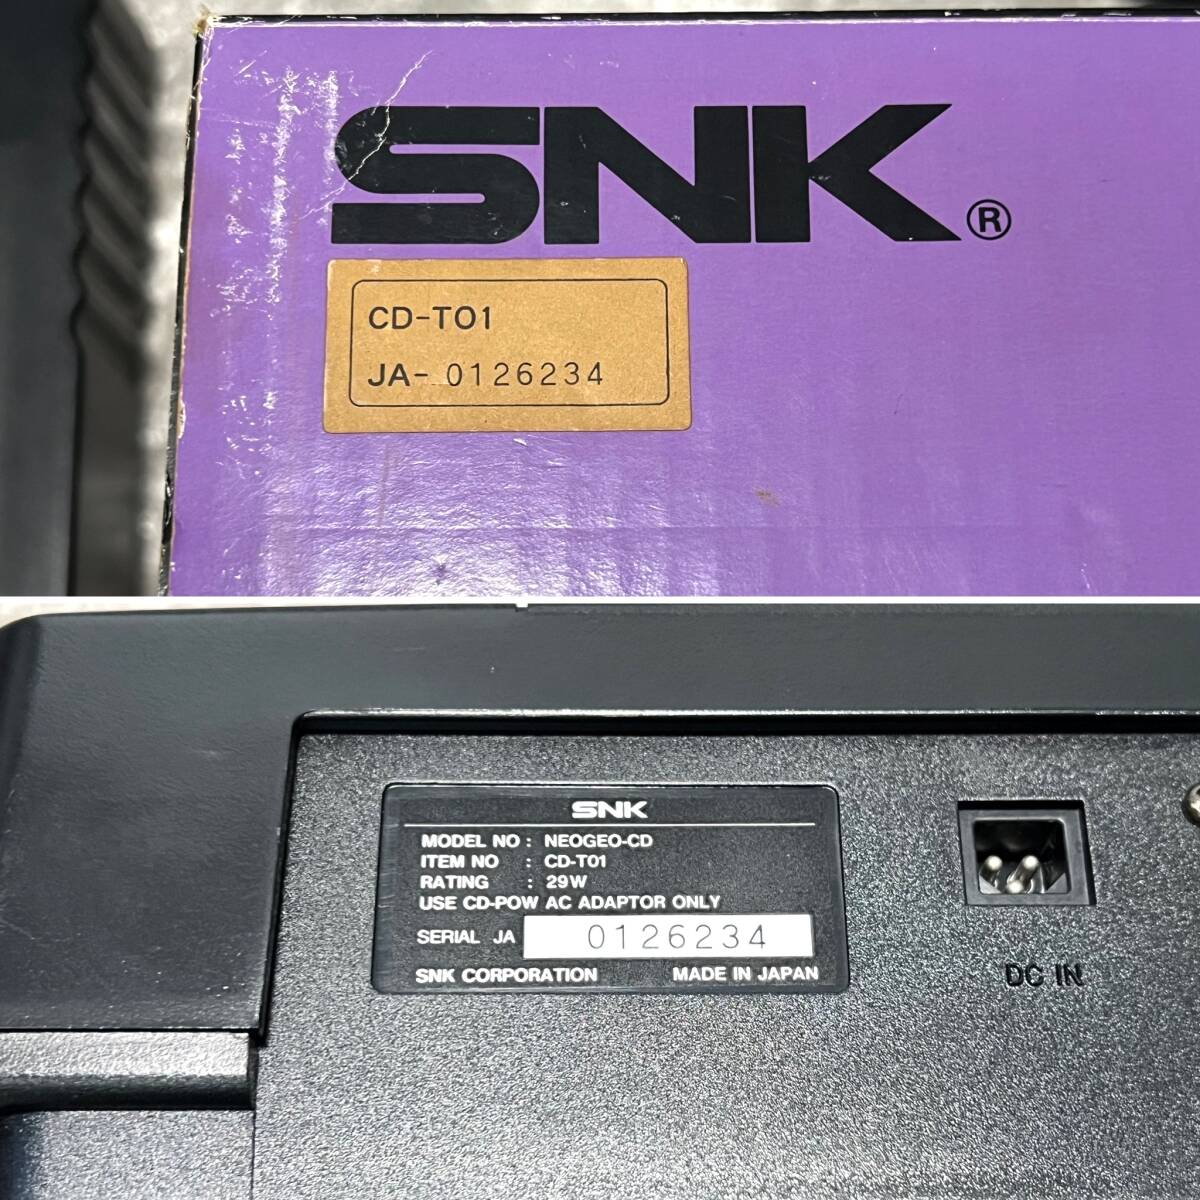 SNK®
CD-T01
JA- 0126234
SNK
MODEL NO : NEOGEO-CD
ITEM NO : CD-T01
RATING : 29W
USE CD-POW AC ADAPTOR ONLY
SERIAL JA 0126234
SNK CORPORATION MADE IN JAPAN
DC IN